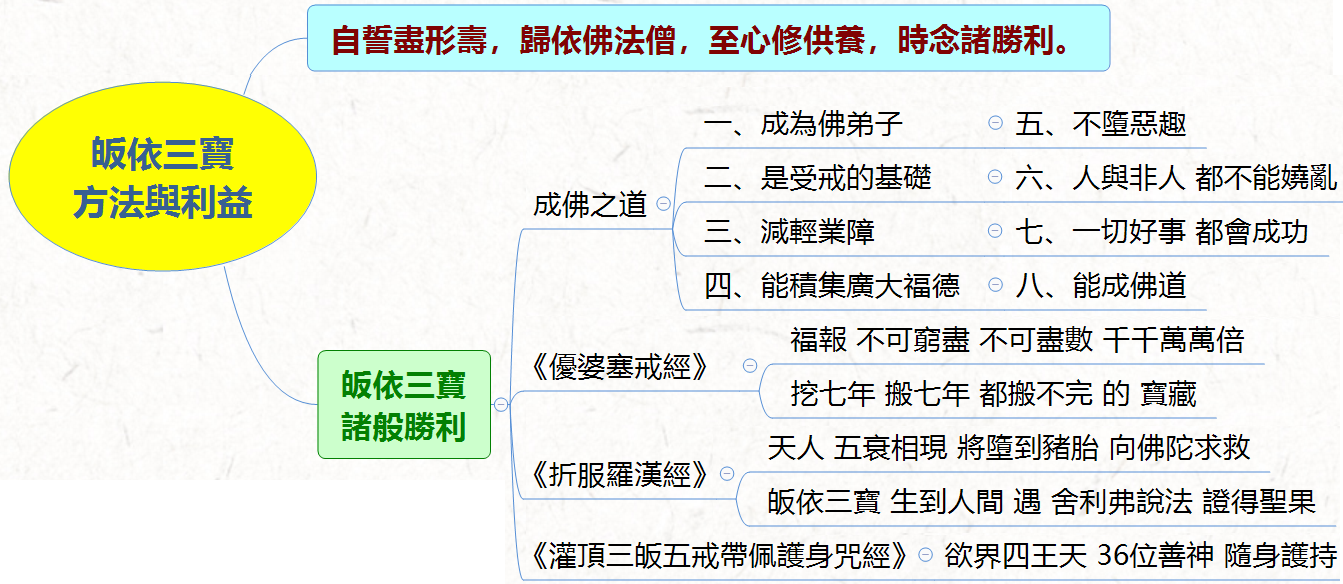 自誓盡形壽，歸依佛法僧，至心修供養，時念諸勝利。
皈依三寶
方法與利益
皈依三寶
諸般勝利
成佛之道
一、成為佛弟子
五、不墮惡趣
二、是受戒的基礎
六、人與非人 都不能嬈亂
三、減輕業障
七、一切好事 都會成功
四、能積集廣大福德
八、能成佛道
《優婆塞戒經》
福報 不可窮盡 不可盡數 千千萬萬倍
挖七年 搬七年 都搬不完 的 寶藏
《折服羅漢經》
天人 五衰相現 將墮到豬胎 向佛陀求救
皈依三寶 生到人間 遇 舍利弗說法 證得聖果
《灌頂三皈五戒帶佩護身咒經》
欲界四王天 36位善神 隨身護持